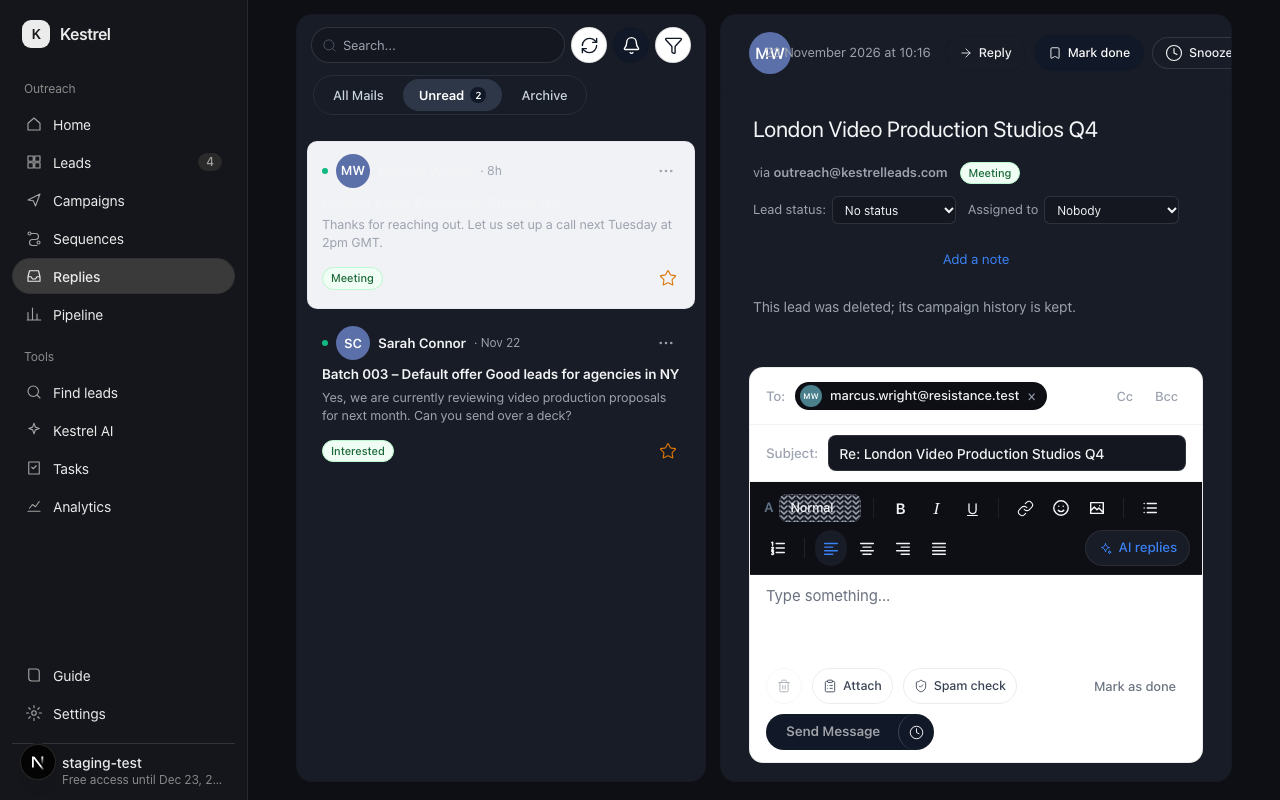 K Kestrel
Outreach
Home
Leads 4
Campaigns
Sequences
Replies
Pipeline
Tools
Find leads
Kestrel AI
Tasks
Analytics
Guide
Settings
N staging-test
Free access until Dec 23, 2...
Search...
All Mails Unread 2 Archive
MW · 8h
Thanks for reaching out. Let us set up a call next Tuesday at
2pm GMT.
Meeting
SC Sarah Connor · Nov 22
Batch 003 – Default offer Good leads for agencies in NY
Yes, we are currently reviewing video production proposals
for next month. Can you send over a deck?
Interested
MW November 2026 at 10:16 Reply Mark done Snooze
London Video Production Studios Q4
via outreach@kestrelleads.com Meeting
Lead status: No status Assigned to Nobody
Add a note
This lead was deleted; its campaign history is kept.
To: MW marcus.wright@resistance.test × Cc Bcc
Subject: Re: London Video Production Studios Q4
A Normal B I U
AI replies
Type something...
Attach Spam check Mark as done
Send Message